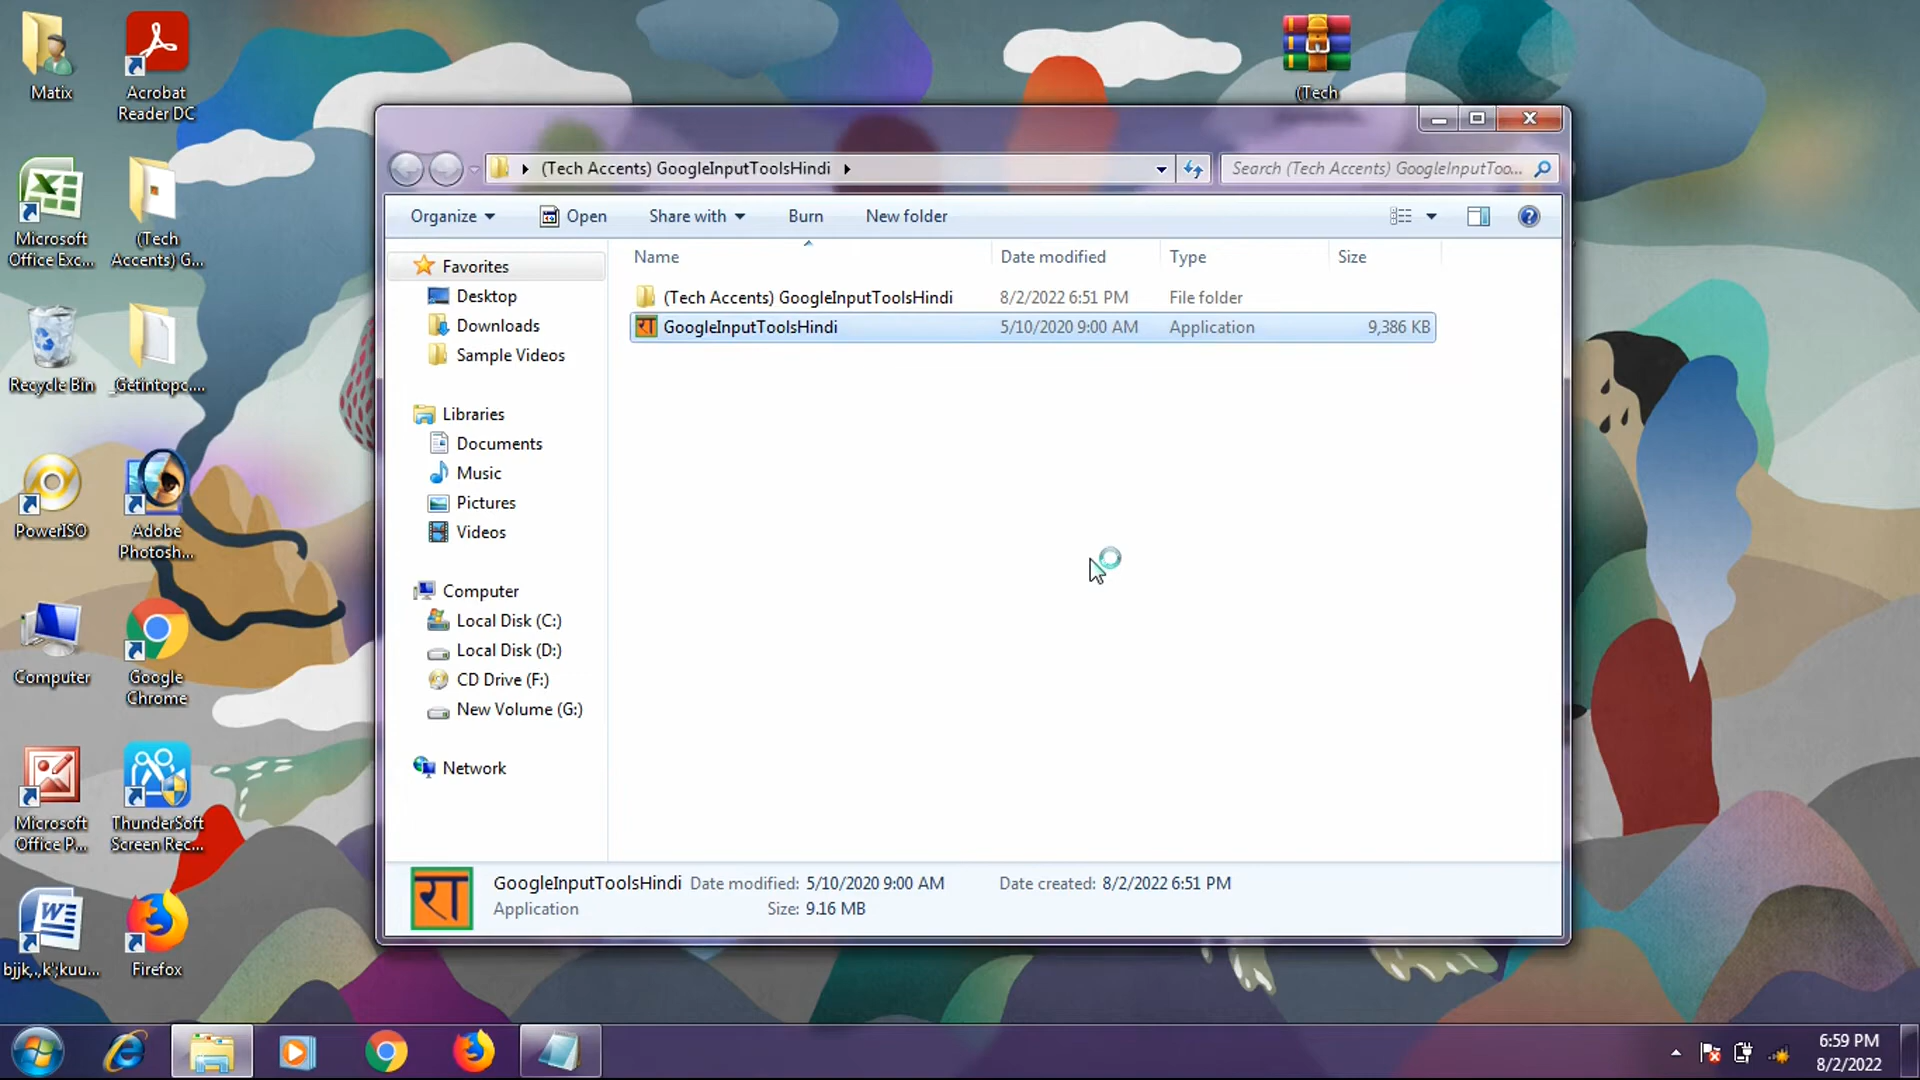 Matix
Acrobat
Reader DC
(Tech
Microsoft
Office Exc...
(Tech
Accents) G...
Recycle Bin
_Getintopc....
PowerISO
Adobe
Photosh...
Computer
Google
Chrome
Microsoft
Office P...
ThunderSoft
Screen Rec...
bjjk,.,k';kuu...
Firefox
(Tech Accents) GoogleInputToolsHindi
Search (Tech Accents) GoogleInputToo...
Organize
Open
Share with
Burn
New folder
Favorites
Desktop
Downloads
Sample Videos
Libraries
Documents
Music
Pictures
Videos
Computer
Local Disk (C:)
Local Disk (D:)
CD Drive (F:)
New Volume (G:)
Network
Name Date modified Type Size
(Tech Accents) GoogleInputToolsHindi 8/2/2022 6:51 PM File folder
रा GoogleInputToolsHindi 5/10/2020 9:00 AM Application 9,386 KB
रा
GoogleInputToolsHindi Date modified: 5/10/2020 9:00 AM Date created: 8/2/2022 6:51 PM
Application Size: 9.16 MB
6:59 PM
8/2/2022